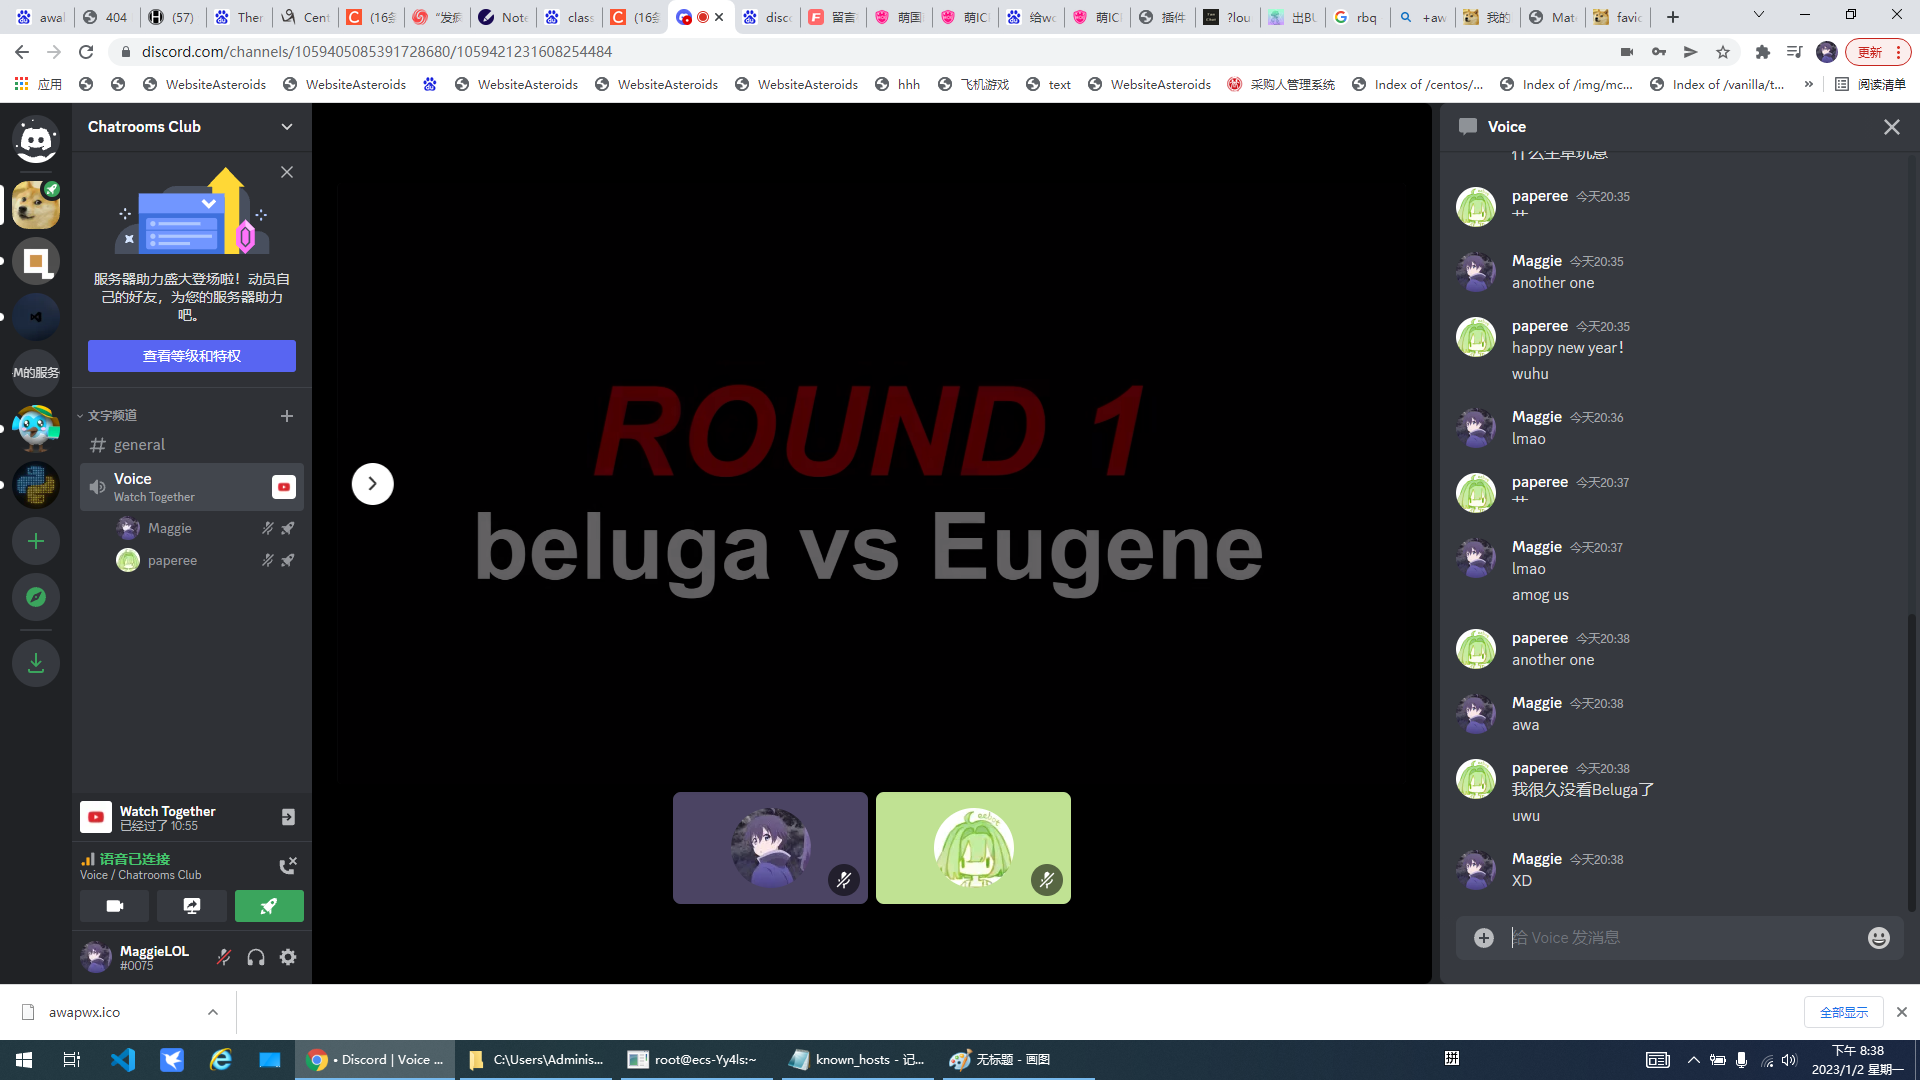 awal
404
(57)
Ther
Cent
(16条
"发疯
Note
class
(16条
disc
留言
萌国
萌IC
给wo
萌IC
插件
?lou
出BU
rbq
+aw
我的
Mat
favic
discord.com/channels/1059405085391728680/1059421231608254484
更新
应用
WebsiteAsteroids
WebsiteAsteroids
WebsiteAsteroids
WebsiteAsteroids
WebsiteAsteroids
hhh
飞机游戏
text
WebsiteAsteroids
采购人管理系统
Index of /centos/...
Index of /img/mc...
Index of /vanilla/t...
»
阅读清单
Chatrooms Club
服务器助力盛大登场啦！动员自
己的好友，为您的服务器助力
吧。
查看等级和特权
M的服务
文字频道
general
Voice
Watch Together
Maggie
paperee
Watch Together
已经过了 10:55
语音已连接
Voice / Chatrooms Club
MaggieLOL
#0075
ROUND 1
beluga vs Eugene
Voice
paperee 今天20:35
艹
Maggie 今天20:35
another one
paperee 今天20:35
happy new year！
wuhu
Maggie 今天20:36
lmao
paperee 今天20:37
艹
Maggie 今天20:37
lmao
amog us
paperee 今天20:38
another one
Maggie 今天20:38
awa
paperee 今天20:38
我很久没看Beluga了
uwu
Maggie 今天20:38
XD
给 Voice 发消息
awapwx.ico
全部显示
• Discord | Voice ...
C:\Users\Adminis...
root@ecs-Yy4ls:~
known_hosts - 记...
无标题 - 画图
拼
下午 8:38
2023/1/2 星期一